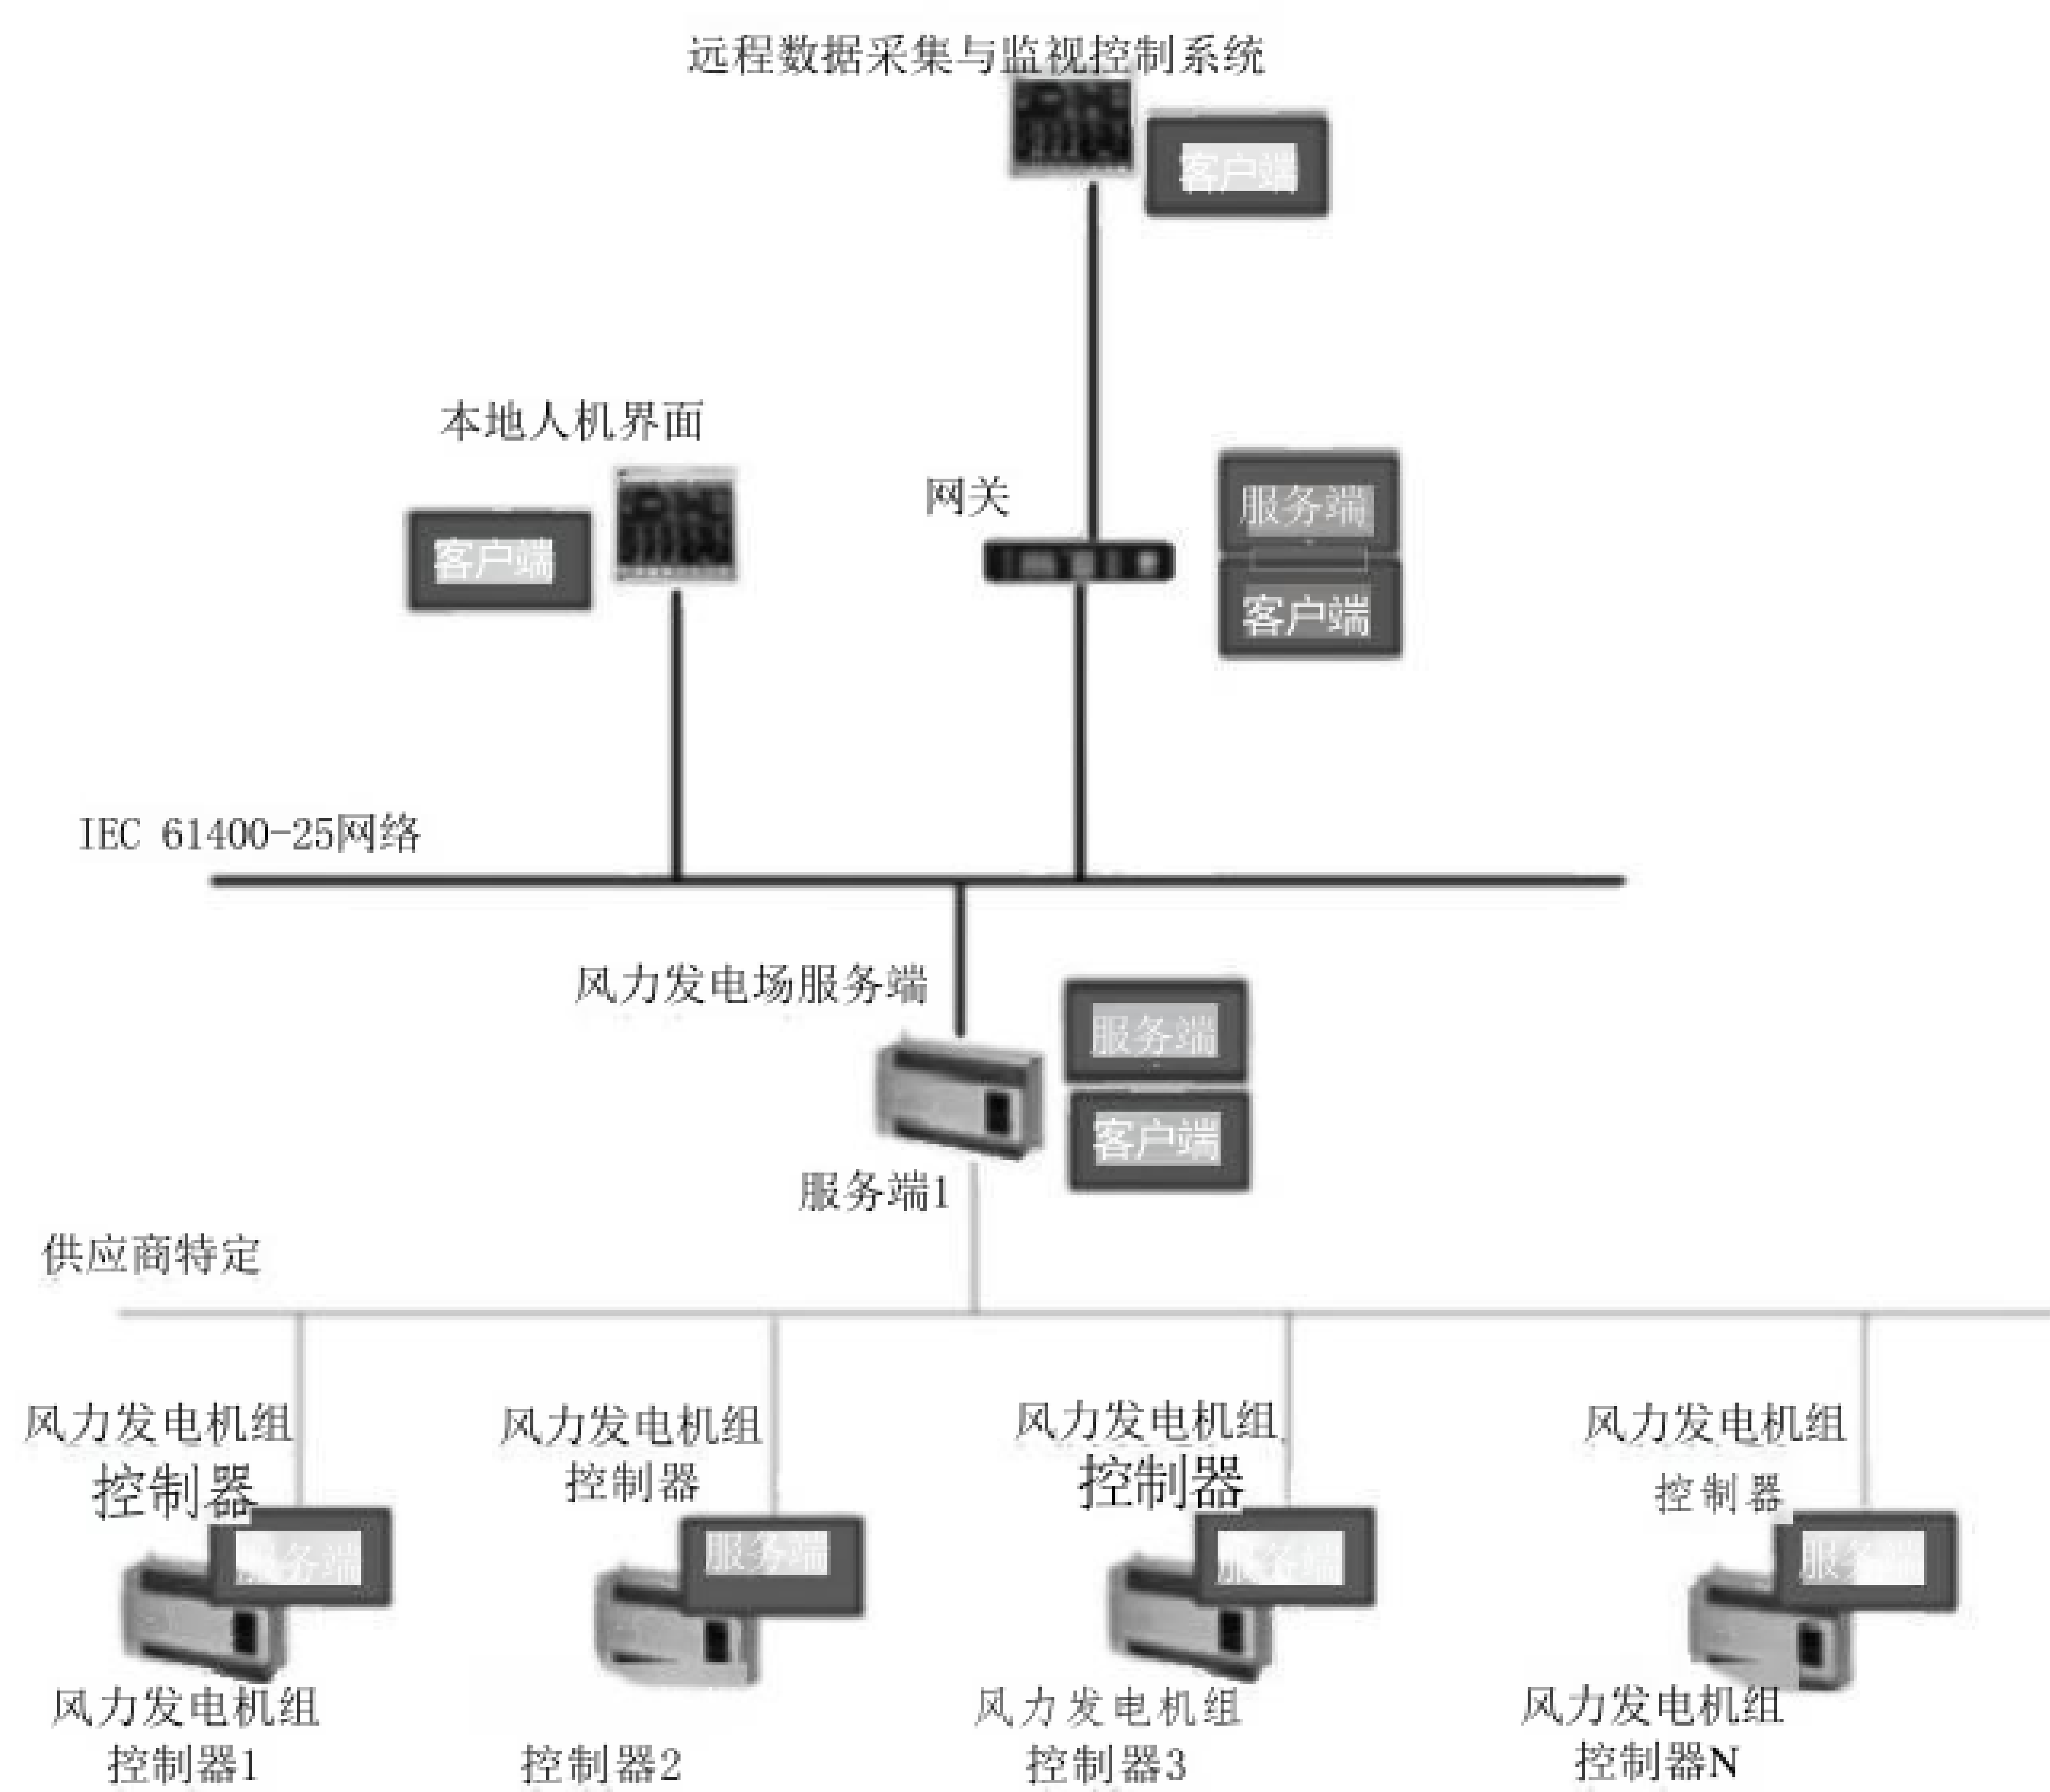 远程数据采集与监视控制系统
客户端
本地人机界面
客户端
网关
服务端
客户端
IEC 61400-25网络
风力发电场服务端
服务端
客户端
服务端1
供应商特定
风力发电机组
控制器
服务端
风力发电机组
控制器
服务端
风力发电机组
控制器
服务端
风力发电机组
控制器
服务端
风力发电机组
控制器1
控制器2
风力发电机组
控制器3
风力发电机组
控制器N